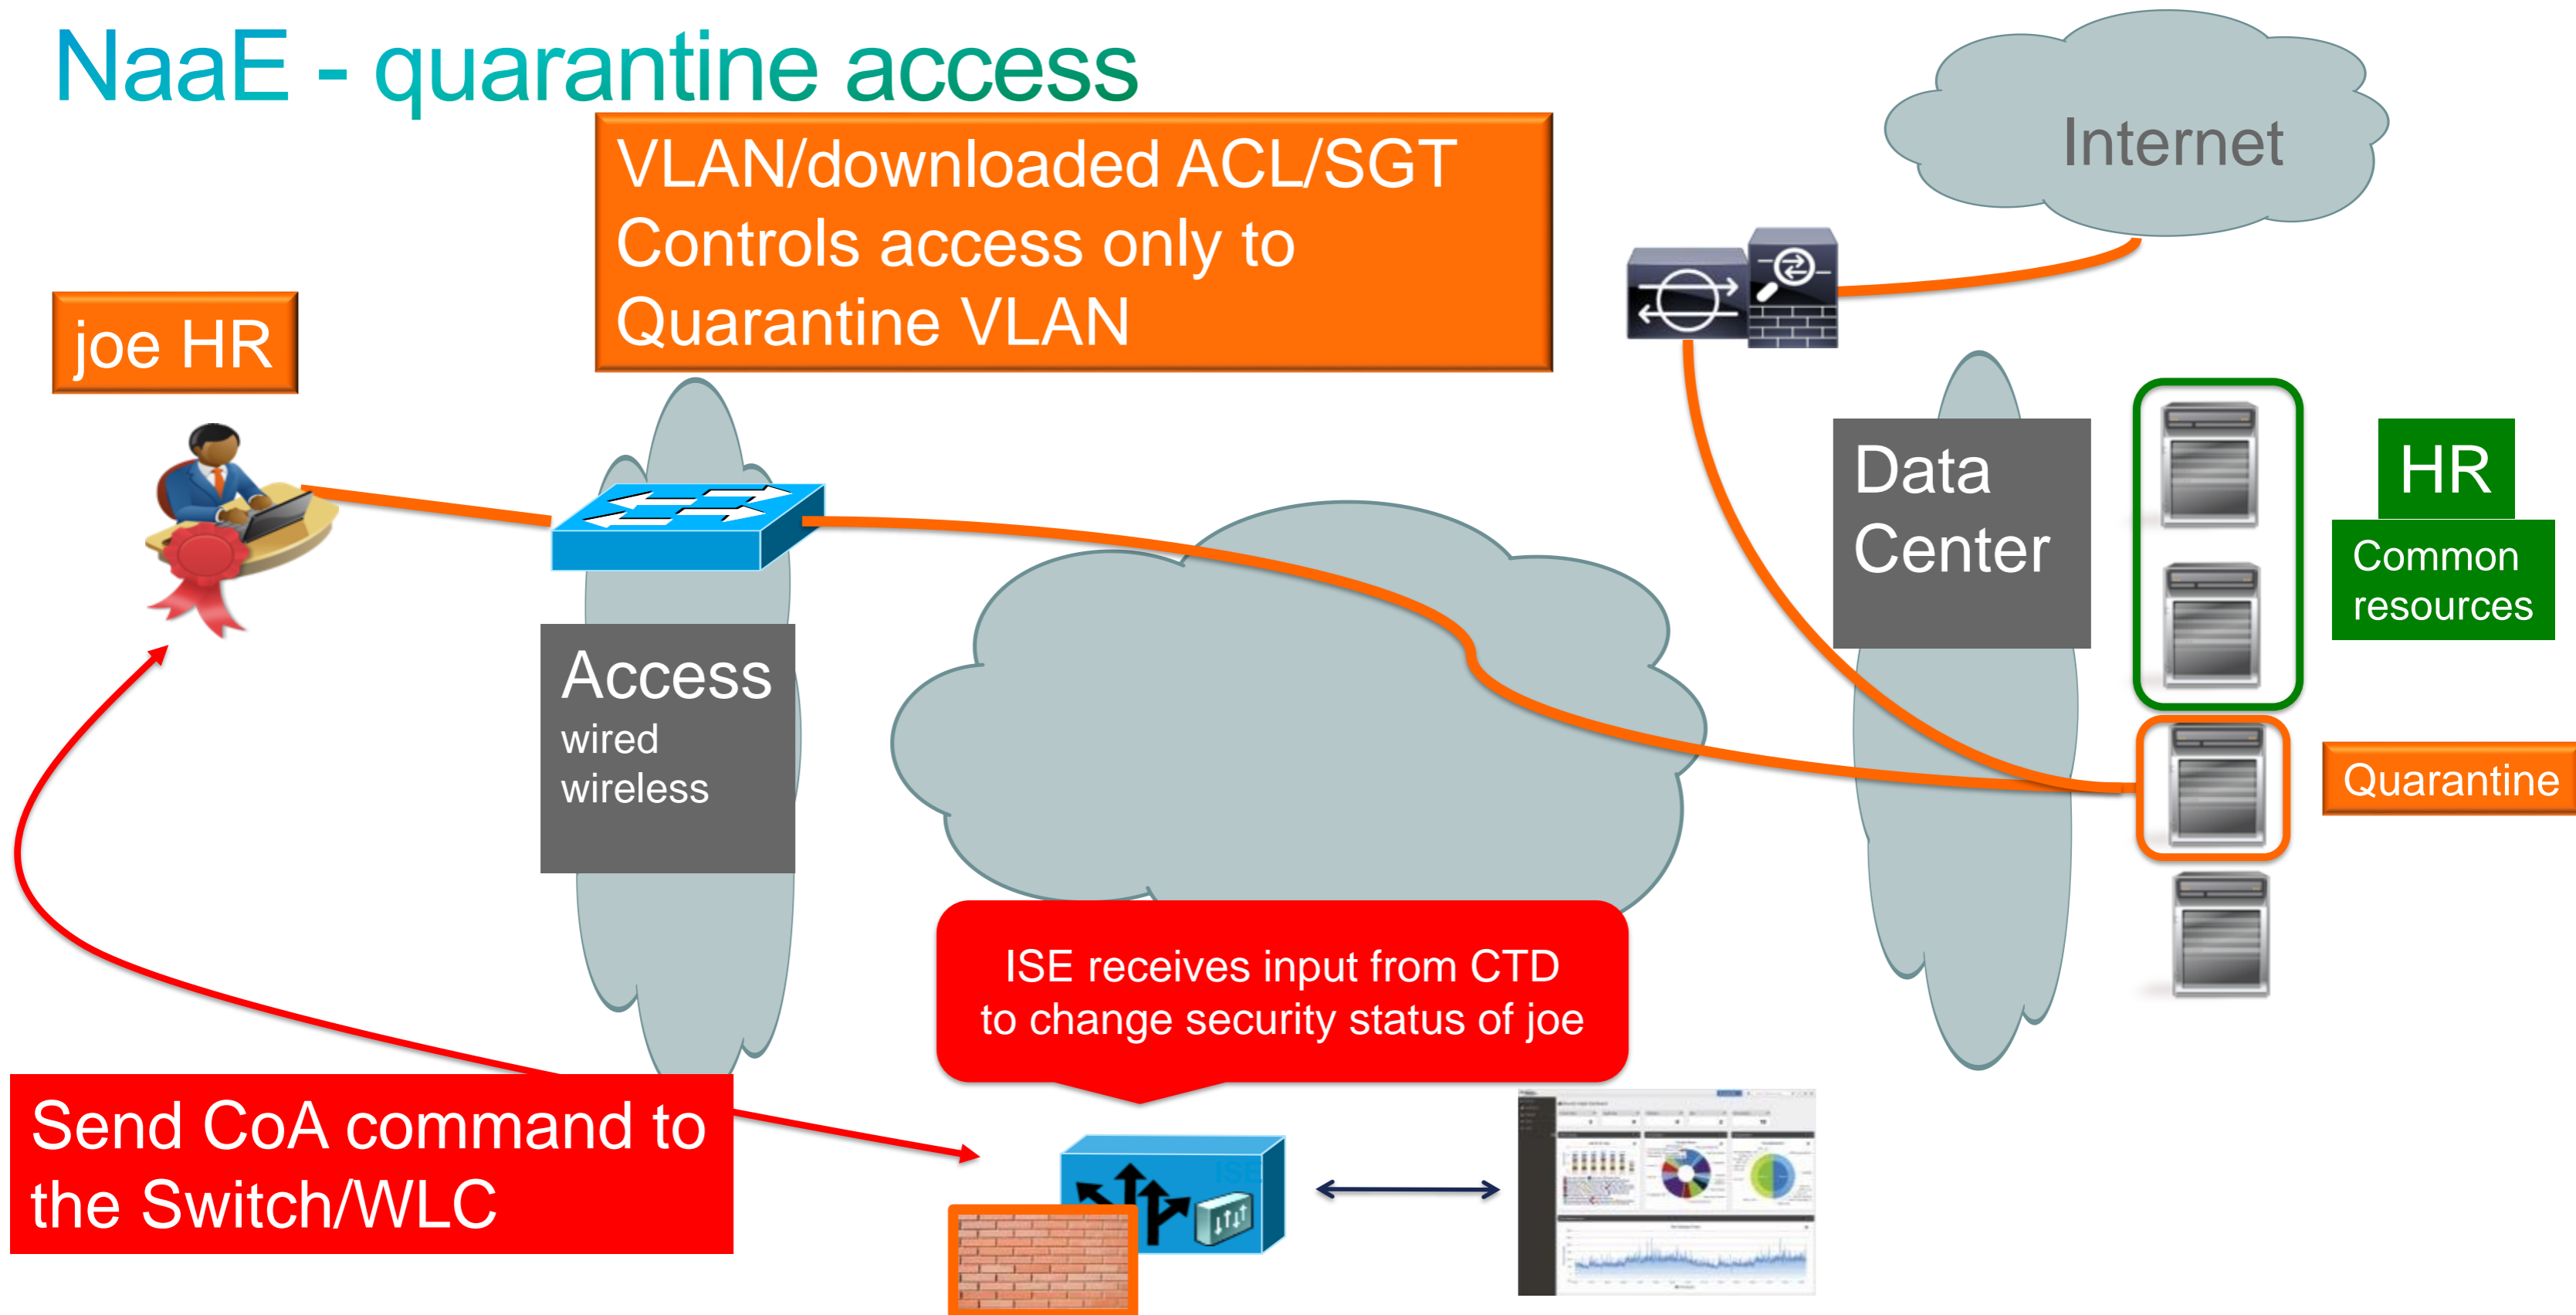 NaaE - quarantine access
VLAN/downloaded ACL/SGT
Controls access only to
Quarantine VLAN
Internet
joe HR
Data
Center
HR
Common
resources
Access
wired
wireless
Quarantine
ISE receives input from CTD
to change security status of joe
Send CoA command to
the Switch/WLC
ISE